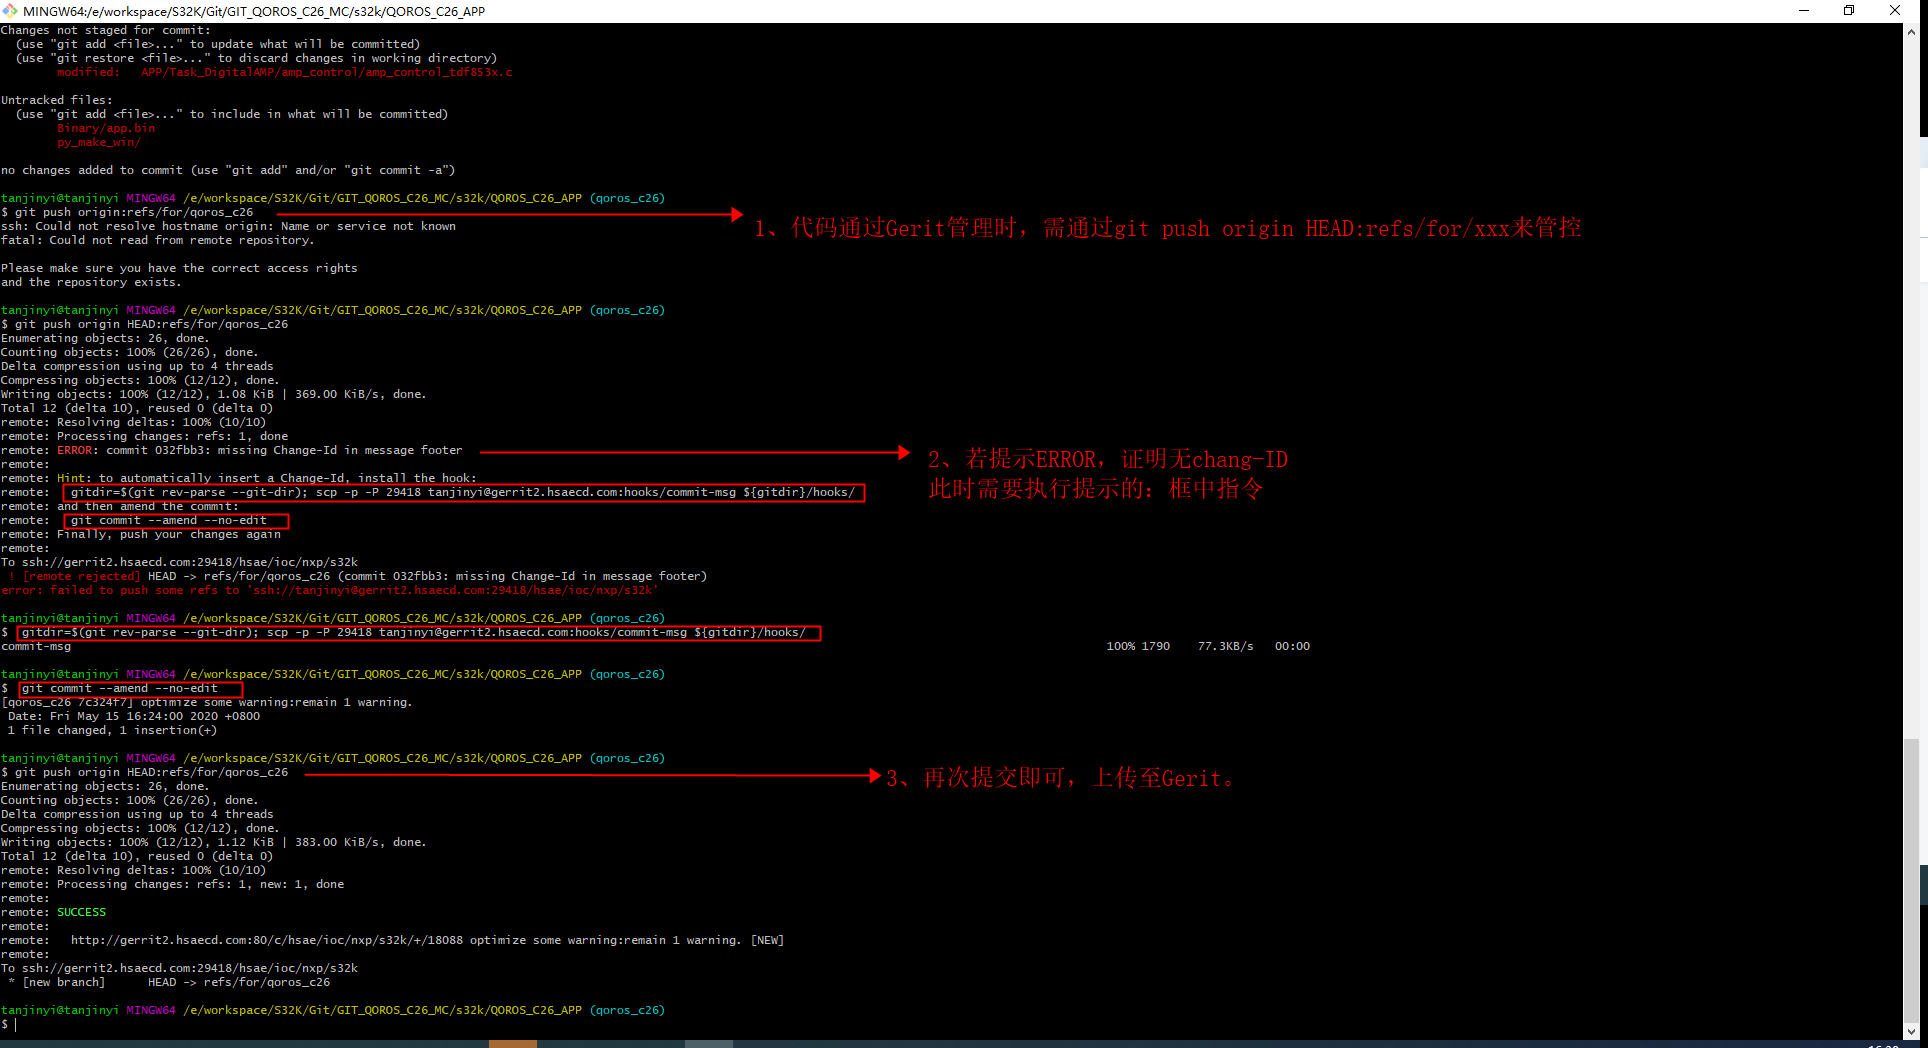 MINGW64:/e/workspace/S32K/Git/GIT_QOROS_C26_MC/s32k/QOROS_C26_APP
Changes not staged for commit:
  (use "git add <file>..." to update what will be committed)
  (use "git restore <file>..." to discard changes in working directory)
        modified:   APP/Task_DigitalAMP/amp_control/amp_control_tdf853x.c
Untracked files:
  (use "git add <file>..." to include in what will be committed)
        Binary/app.bin
        py_make_win/
no changes added to commit (use "git add" and/or "git commit -a")
tanjinyi@tanjinyi MINGW64 /e/workspace/S32K/Git/GIT_QOROS_C26_MC/s32k/QOROS_C26_APP (qoros_c26)
$ git push origin:refs/for/qoros_c26
1、代码通过Gerit管理时，需通过git push origin HEAD:refs/for/xxx来管控
ssh: Could not resolve hostname origin: Name or service not known
fatal: Could not read from remote repository.
Please make sure you have the correct access rights
and the repository exists.
tanjinyi@tanjinyi MINGW64 /e/workspace/S32K/Git/GIT_QOROS_C26_MC/s32k/QOROS_C26_APP (qoros_c26)
$ git push origin HEAD:refs/for/qoros_c26
Enumerating objects: 26, done.
Counting objects: 100% (26/26), done.
Delta compression using up to 4 threads
Compressing objects: 100% (12/12), done.
Writing objects: 100% (12/12), 1.08 KiB | 369.00 KiB/s, done.
Total 12 (delta 10), reused 0 (delta 0)
remote: Resolving deltas: 100% (10/10)
remote: Processing changes: refs: 1, done
remote: ERROR: commit 032fbb3: missing Change-Id in message footer
2、若提示ERROR，证明无chang-ID
此时需要执行提示的：框中指令
remote:
remote: Hint: to automatically insert a Change-Id, install the hook:
remote:   gitdir=$(git rev-parse --git-dir); scp -p -P 29418 tanjinyi@gerrit2.hsaecd.com:hooks/commit-msg ${gitdir}/hooks/
remote: and then amend the commit:
remote:   git commit --amend --no-edit
remote: Finally, push your changes again
remote:
To ssh://gerrit2.hsaecd.com:29418/hsae/ioc/nxp/s32k
 ! [remote rejected] HEAD -> refs/for/qoros_c26 (commit 032fbb3: missing Change-Id in message footer)
error: failed to push some refs to 'ssh://tanjinyi@gerrit2.hsaecd.com:29418/hsae/ioc/nxp/s32k'
tanjinyi@tanjinyi MINGW64 /e/workspace/S32K/Git/GIT_QOROS_C26_MC/s32k/QOROS_C26_APP (qoros_c26)
$  gitdir=$(git rev-parse --git-dir); scp -p -P 29418 tanjinyi@gerrit2.hsaecd.com:hooks/commit-msg ${gitdir}/hooks/
commit-msg 100% 1790 77.3KB/s 00:00
tanjinyi@tanjinyi MINGW64 /e/workspace/S32K/Git/GIT_QOROS_C26_MC/s32k/QOROS_C26_APP (qoros_c26)
$  git commit --amend --no-edit
[qoros_c26 7c324f7] optimize some warning:remain 1 warning.
 Date: Fri May 15 16:24:00 2020 +0800
 1 file changed, 1 insertion(+)
tanjinyi@tanjinyi MINGW64 /e/workspace/S32K/Git/GIT_QOROS_C26_MC/s32k/QOROS_C26_APP (qoros_c26)
$ git push origin HEAD:refs/for/qoros_c26
3、再次提交即可，上传至Gerit。
Enumerating objects: 26, done.
Counting objects: 100% (26/26), done.
Delta compression using up to 4 threads
Compressing objects: 100% (12/12), done.
Writing objects: 100% (12/12), 1.12 KiB | 383.00 KiB/s, done.
Total 12 (delta 10), reused 0 (delta 0)
remote: Resolving deltas: 100% (10/10)
remote: Processing changes: refs: 1, new: 1, done
remote:
remote: SUCCESS
remote:
remote:   http://gerrit2.hsaecd.com:80/c/hsae/ioc/nxp/s32k/+/18088 optimize some warning:remain 1 warning. [NEW]
remote:
To ssh://gerrit2.hsaecd.com:29418/hsae/ioc/nxp/s32k
 * [new branch]      HEAD -> refs/for/qoros_c26
tanjinyi@tanjinyi MINGW64 /e/workspace/S32K/Git/GIT_QOROS_C26_MC/s32k/QOROS_C26_APP (qoros_c26)
$